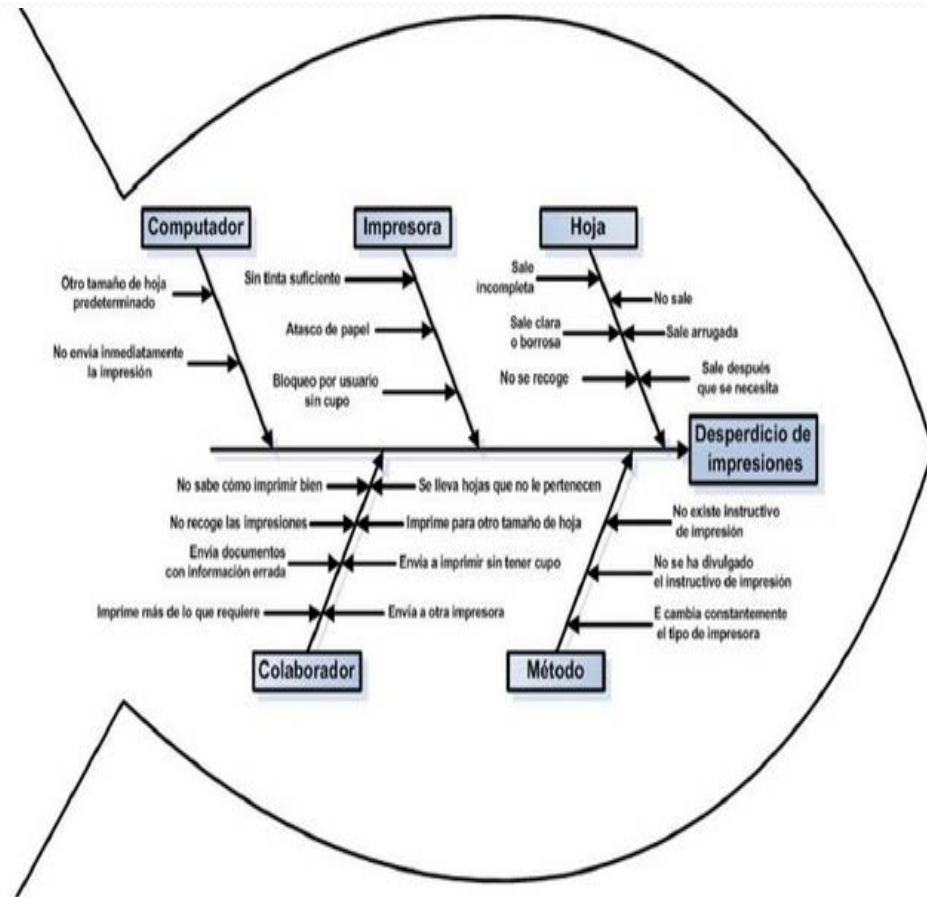 Computador
Impresora
Hoja
Otro tamaño de hoja
predeterminado
No envía inmediatamente
la impresión
Sin tinta suficiente
Atasco de papel
Bloqueo por usuario
sin cupo
Sale
incompleta
No sale
Sale clara
o borrosa
Sale arrugada
No se recoge
Sale después
que se necesita
Desperdicio de
impresiones
No sabe cómo imprimir bien
Se lleva hojas que no le pertenecen
No recoge las impresiones
Imprime para otro tamaño de hoja
Envía documentos
con información errada
Envía a imprimir sin tener cupo
Imprime más de lo que requiere
Envía a otra impresora
No existe instructivo
de impresión
No se ha divulgado
el instructivo de impresión
E cambia constantemente
el tipo de impresora
Colaborador
Método